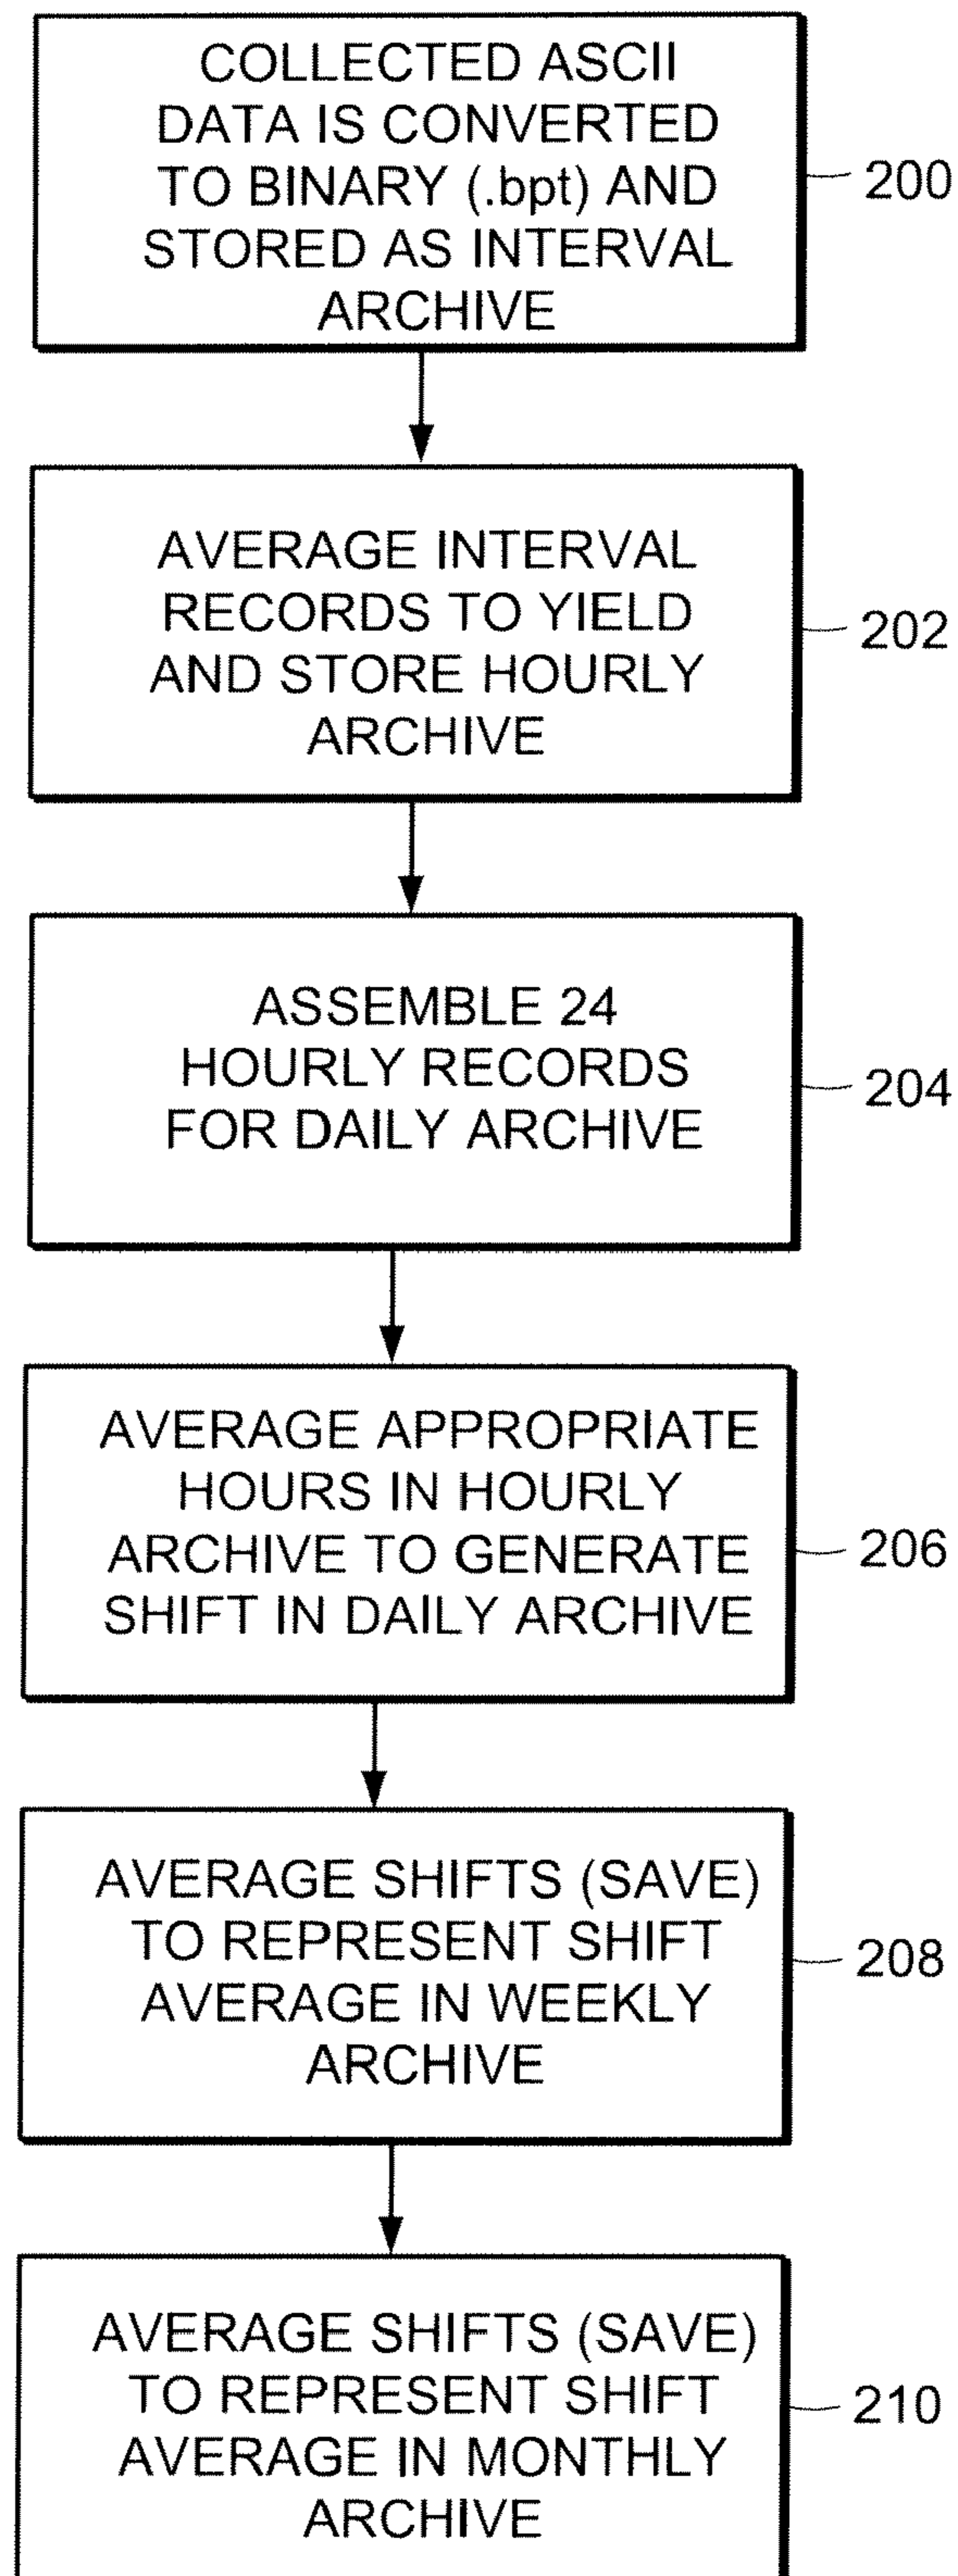 COLLECTED ASCII
DATA IS CONVERTED
TO BINARY (.bpt) AND
STORED AS INTERVAL
ARCHIVE
200
AVERAGE INTERVAL
RECORDS TO YIELD
AND STORE HOURLY
ARCHIVE
202
ASSEMBLE 24
HOURLY RECORDS
FOR DAILY ARCHIVE
204
AVERAGE APPROPRIATE
HOURS IN HOURLY
ARCHIVE TO GENERATE
SHIFT IN DAILY ARCHIVE
206
AVERAGE SHIFTS (SAVE)
TO REPRESENT SHIFT
AVERAGE IN WEEKLY
ARCHIVE
208
AVERAGE SHIFTS (SAVE)
TO REPRESENT SHIFT
AVERAGE IN MONTHLY
ARCHIVE
210